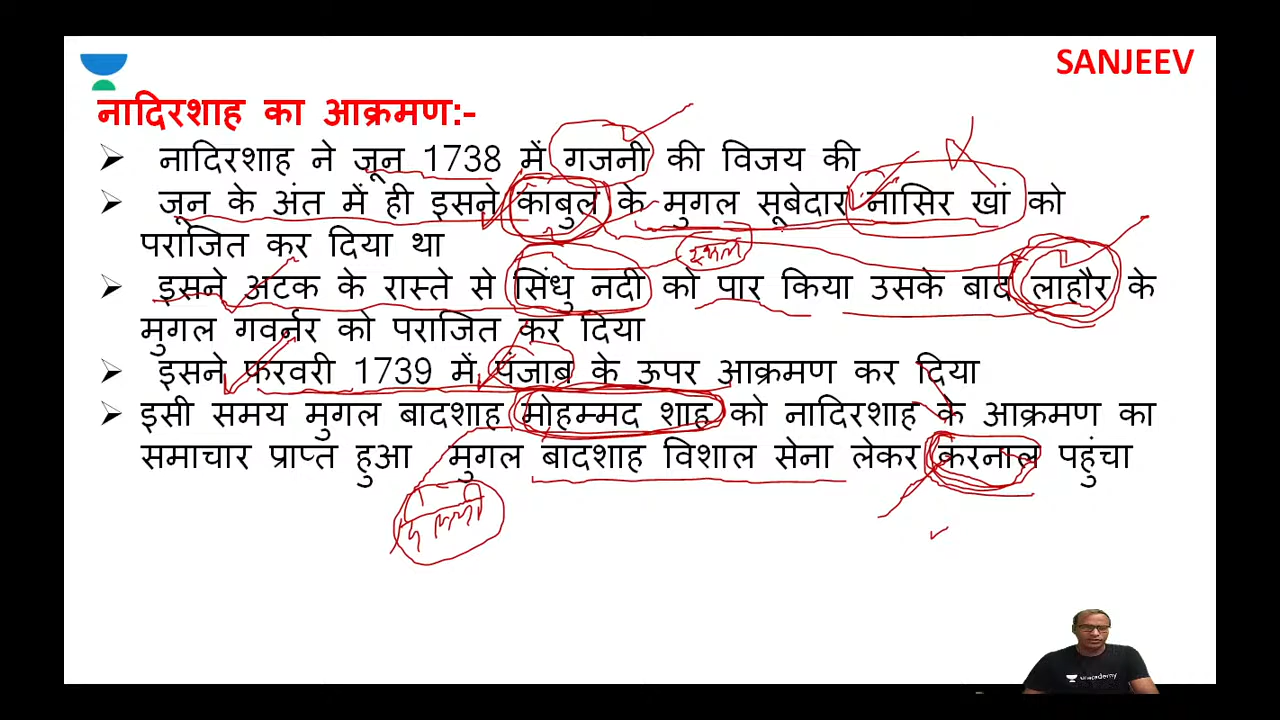 SANJEEV
नादिरशाह का आक्रमण:-
➢ नादिरशाह ने जून 1738 में गजनी की विजय की
➢ जून के अंत में ही इसने काबुल के मुगल सूबेदार नासिर खां को
पराजित कर दिया था
➢ इसने अटक के रास्ते से सिंधु नदी को पार किया उसके बाद लाहौर के
मुगल गवर्नर को पराजित कर दिया
➢ इसने फरवरी 1739 में पंजाब के ऊपर आक्रमण कर दिया
➢ इसी समय मुगल बादशाह मोहम्मद शाह को नादिरशाह के आक्रमण का
समाचार प्राप्त हुआ मुगल बादशाह विशाल सेना लेकर करनाल पहुंचा
unacademy